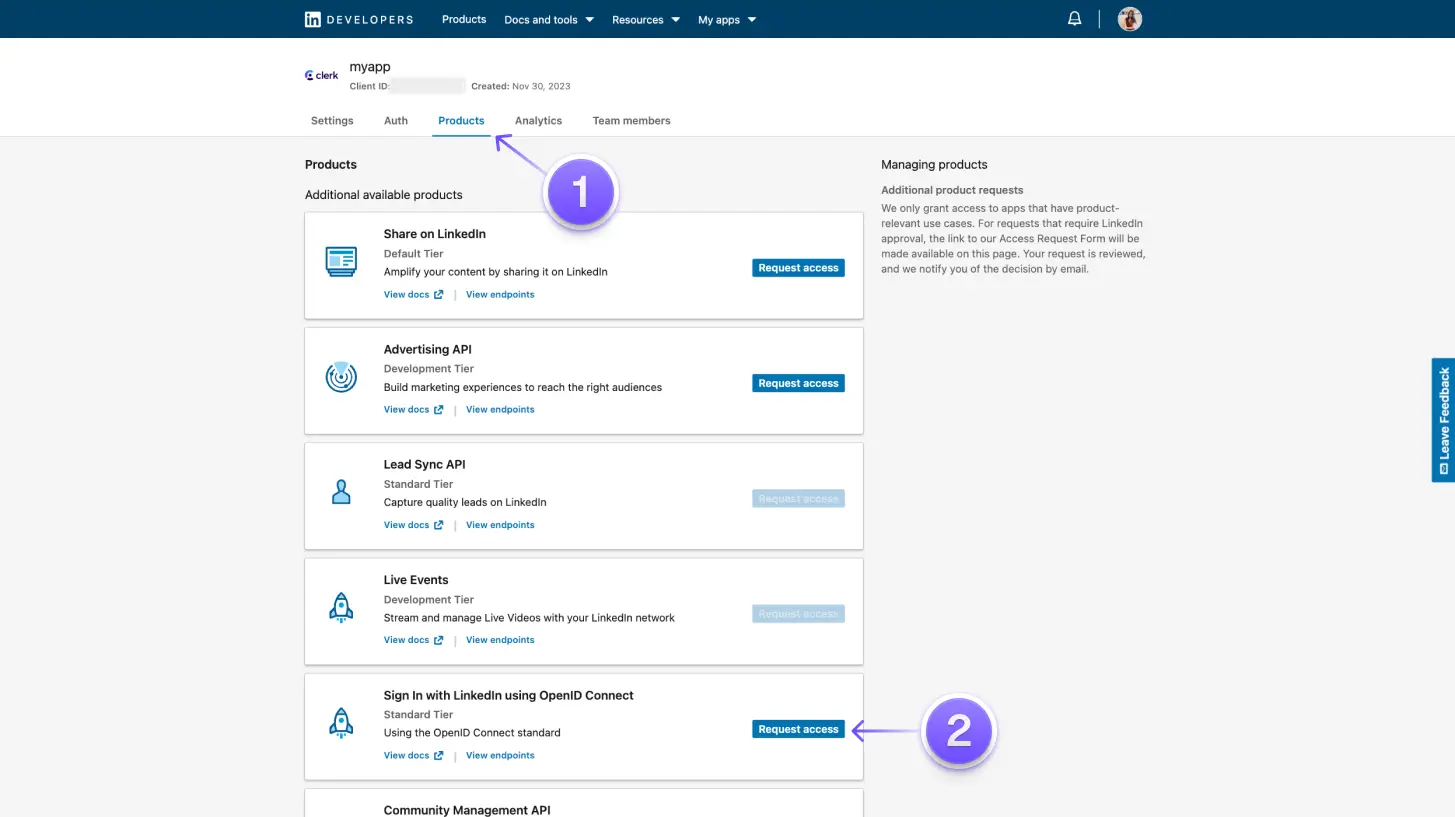 in DEVELOPERS Products Docs and tools Resources My apps
clerk
myapp
Client ID: Created: Nov 30, 2023
Settings Auth Products Analytics Team members
1
Products
Additional available products
Share on LinkedIn
Default Tier
Amplify your content by sharing it on LinkedIn
Request access
View docs | View endpoints
Advertising API
Development Tier
Build marketing experiences to reach the right audiences
Request access
View docs | View endpoints
Lead Sync API
Standard Tier
Capture quality leads on LinkedIn
Request access
View docs | View endpoints
Live Events
Development Tier
Stream and manage Live Videos with your LinkedIn network
Request access
View docs | View endpoints
Sign In with LinkedIn using OpenID Connect
Standard Tier
Using the OpenID Connect standard
Request access
2
View docs | View endpoints
Community Management API
Managing products
Additional product requests
We only grant access to apps that have product-
relevant use cases. For requests that require LinkedIn
approval, the link to our Access Request Form will be
made available on this page. Your request is reviewed,
and we notify you of the decision by email.
Leave Feedback